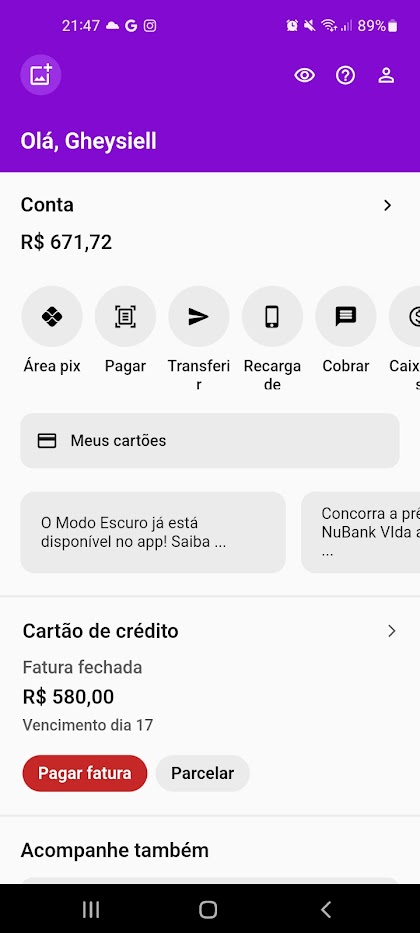 21:47
89%
Olá, Gheysiell
Conta
R$ 671,72
Área pix
Pagar
Transferi
r
Recarga
de
Cobrar
Caix
s
Meus cartões
O Modo Escuro já está
disponível no app! Saiba ...
Concorra a prê
NuBank VIda a
...
Cartão de crédito
Fatura fechada
R$ 580,00
Vencimento dia 17
Pagar fatura
Parcelar
Acompanhe também